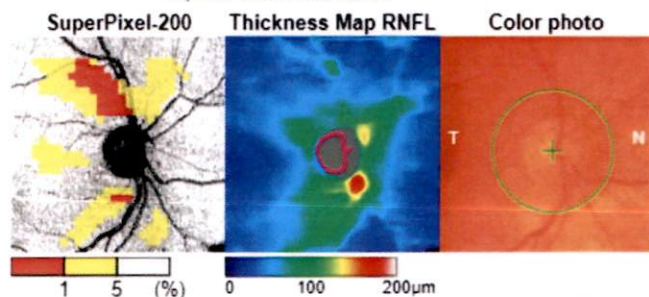 SuperPixel-200 Thickness Map RNFL Color photo
T N
1 5 (%) 0 100 200μm